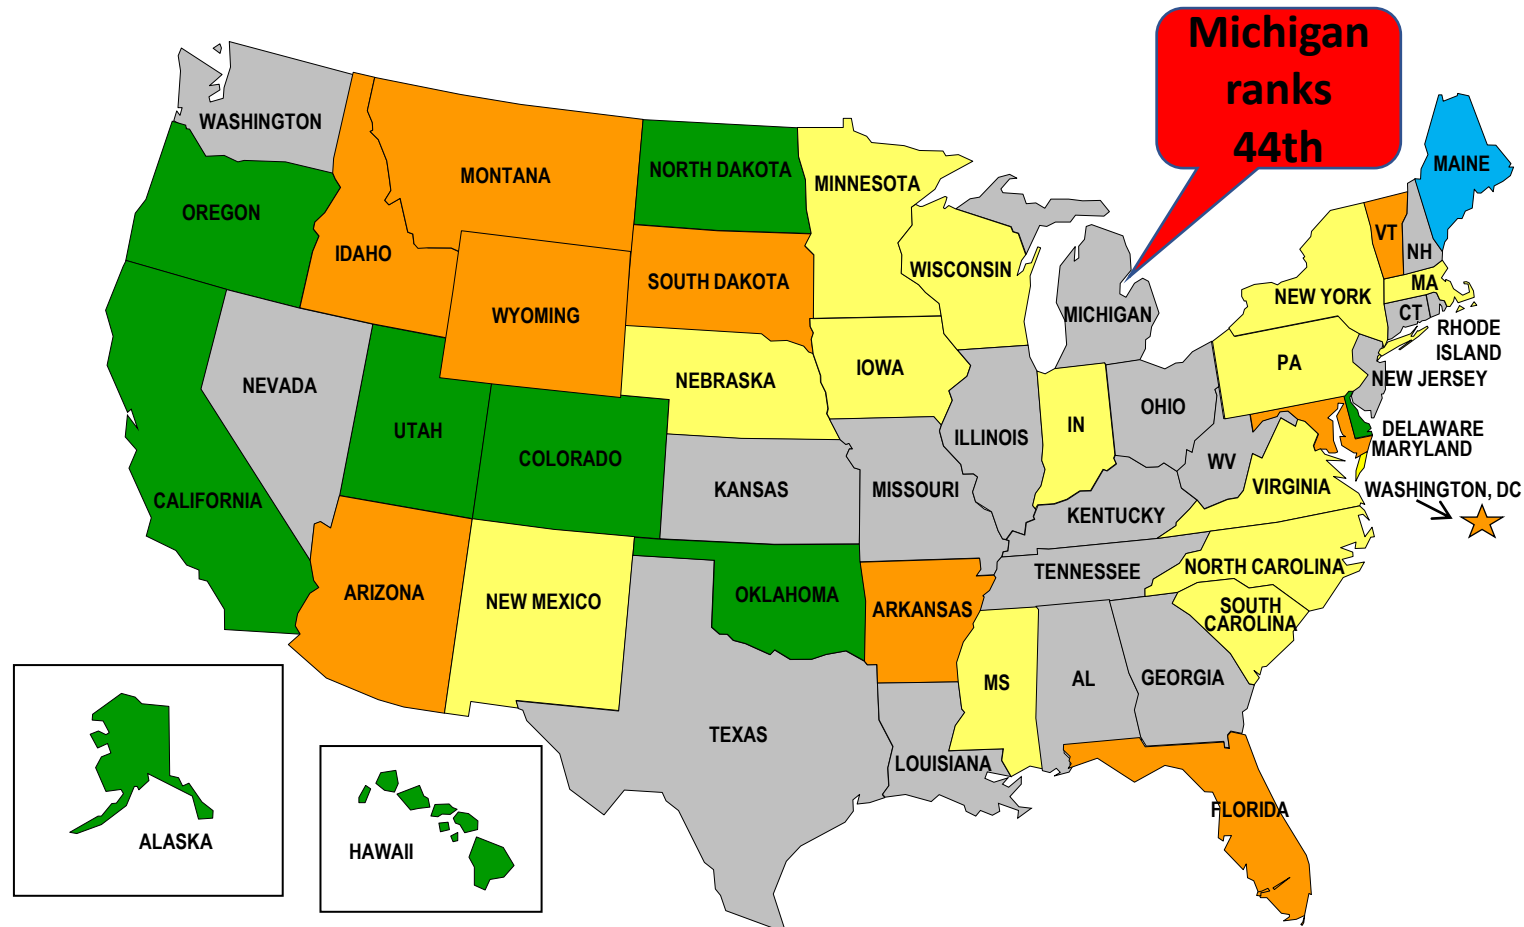 Michigan
ranks
44th
WASHINGTON
MONTANA
NORTH DAKOTA
MINNESOTA
MAINE
OREGON
IDAHO
VT
NH
WISCONSIN
SOUTH DAKOTA
WYOMING
MICHIGAN
NEW YORK
MA
CT
RHODE
ISLAND
NEVADA
NEBRASKA
IOWA
PA
NEW JERSEY
UTAH
COLORADO
ILLINOIS
IN
OHIO
DELAWARE
MARYLAND
CALIFORNIA
KANSAS
MISSOURI
WV
KENTUCKY
VIRGINIA
WASHINGTON, DC
ARIZONA
NEW MEXICO
OKLAHOMA
ARKANSAS
TENNESSEE
NORTH CAROLINA
SOUTH
CAROLINA
TEXAS
MS
AL
GEORGIA
LOUISIANA
FLORIDA
ALASKA
HAWAII